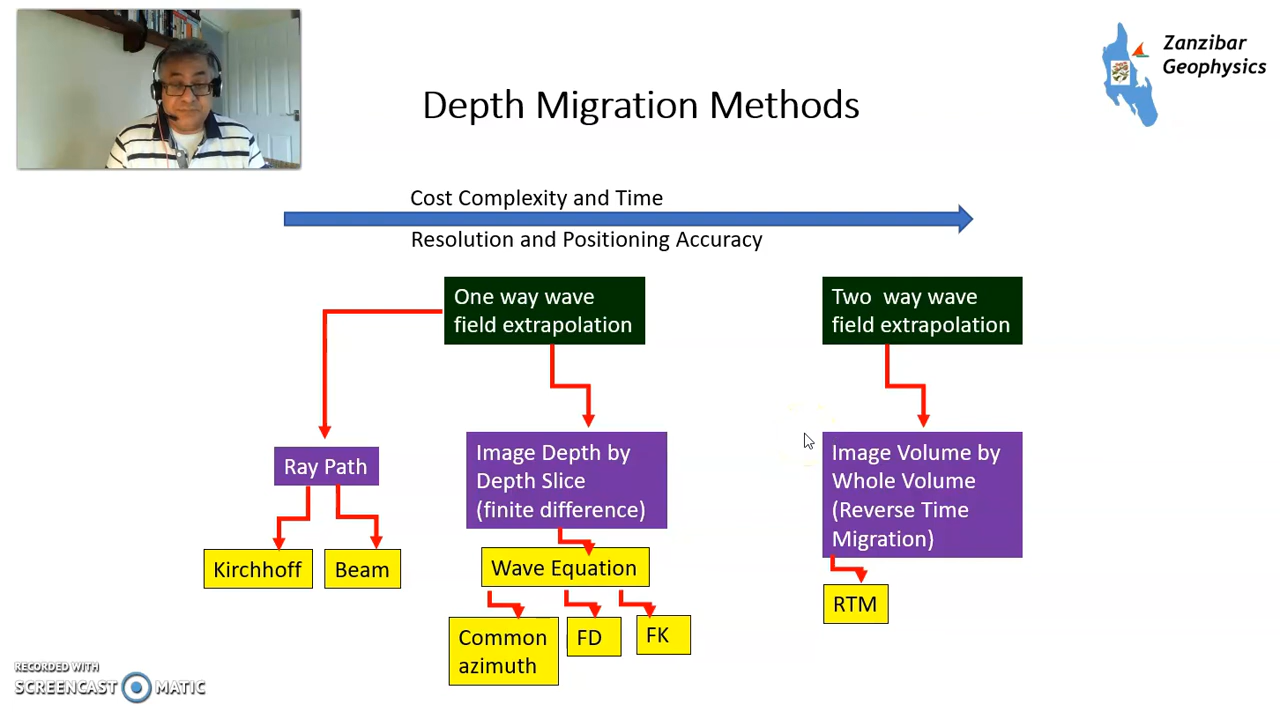 Zanzibar
Geophysics
Depth Migration Methods
Cost Complexity and Time
Resolution and Positioning Accuracy
One way wave
field extrapolation
Two  way wave
field extrapolation
Ray Path
Image Depth by
Depth Slice
(finite difference)
Image Volume by
Whole Volume
(Reverse Time
Migration)
Kirchhoff
Beam
Wave Equation
RTM
Common
azimuth
FD
FK
RECORDED WITH
SCREENCAST MATIC